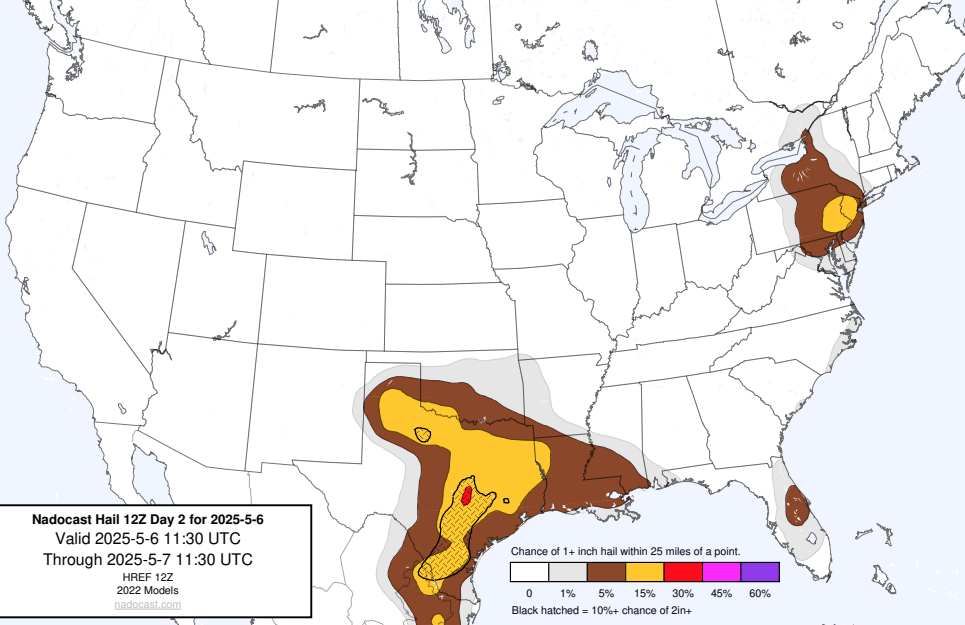 Nadocast Hail 12Z Day 2 for 2025-5-6
Valid 2025-5-6 11:30 UTC
Through 2025-5-7 11:30 UTC
HREF 12Z
2022 Models
nadocast.com
Chance of 1+ inch hail within 25 miles of a point.
0 1% 5% 15% 30% 45% 60%
Black hatched = 10%+ chance of 2in+